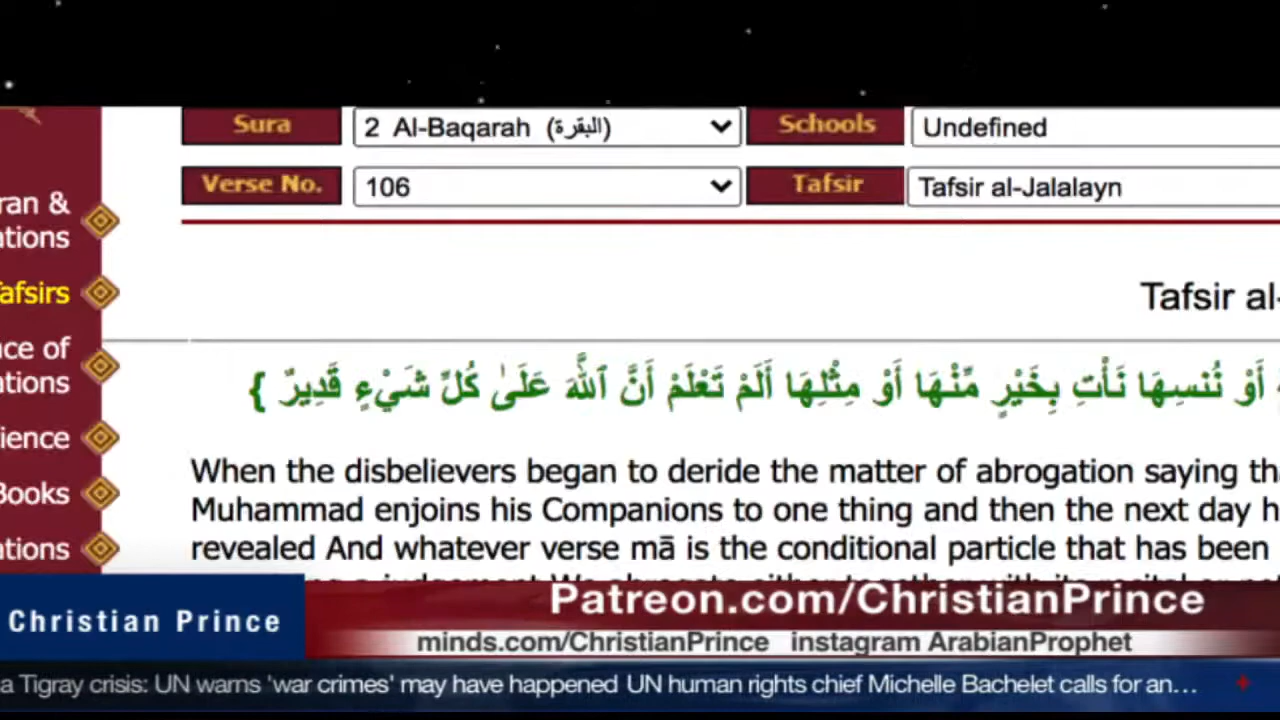 Sura 2 Al-Baqarah (البقرة) Schools Undefined
Verse No. 106 Tafsir Tafsir al-Jalalayn
ran &
ations
afsirs
ce of
ations
ience
Books
ations
Tafsir al-
أَوْ نُنسِهَا نَأْتِ بِخَيْرٍ مِّنْهَا أَوْ مِثْلِهَا أَلَمْ تَعْلَمْ أَنَّ ٱللَّهَ عَلَىٰ كُلِّ شَيْءٍ قَدِيرٌ }
When the disbelievers began to deride the matter of abrogation saying th
Muhammad enjoins his Companions to one thing and then the next day h
revealed And whatever verse mā is the conditional particle that has been
Christian Prince
Patreon.com/ChristianPrince
minds.com/ChristianPrince instagram ArabianProphet
a Tigray crisis: UN warns 'war crimes' may have happened UN human rights chief Michelle Bachelet calls for an...